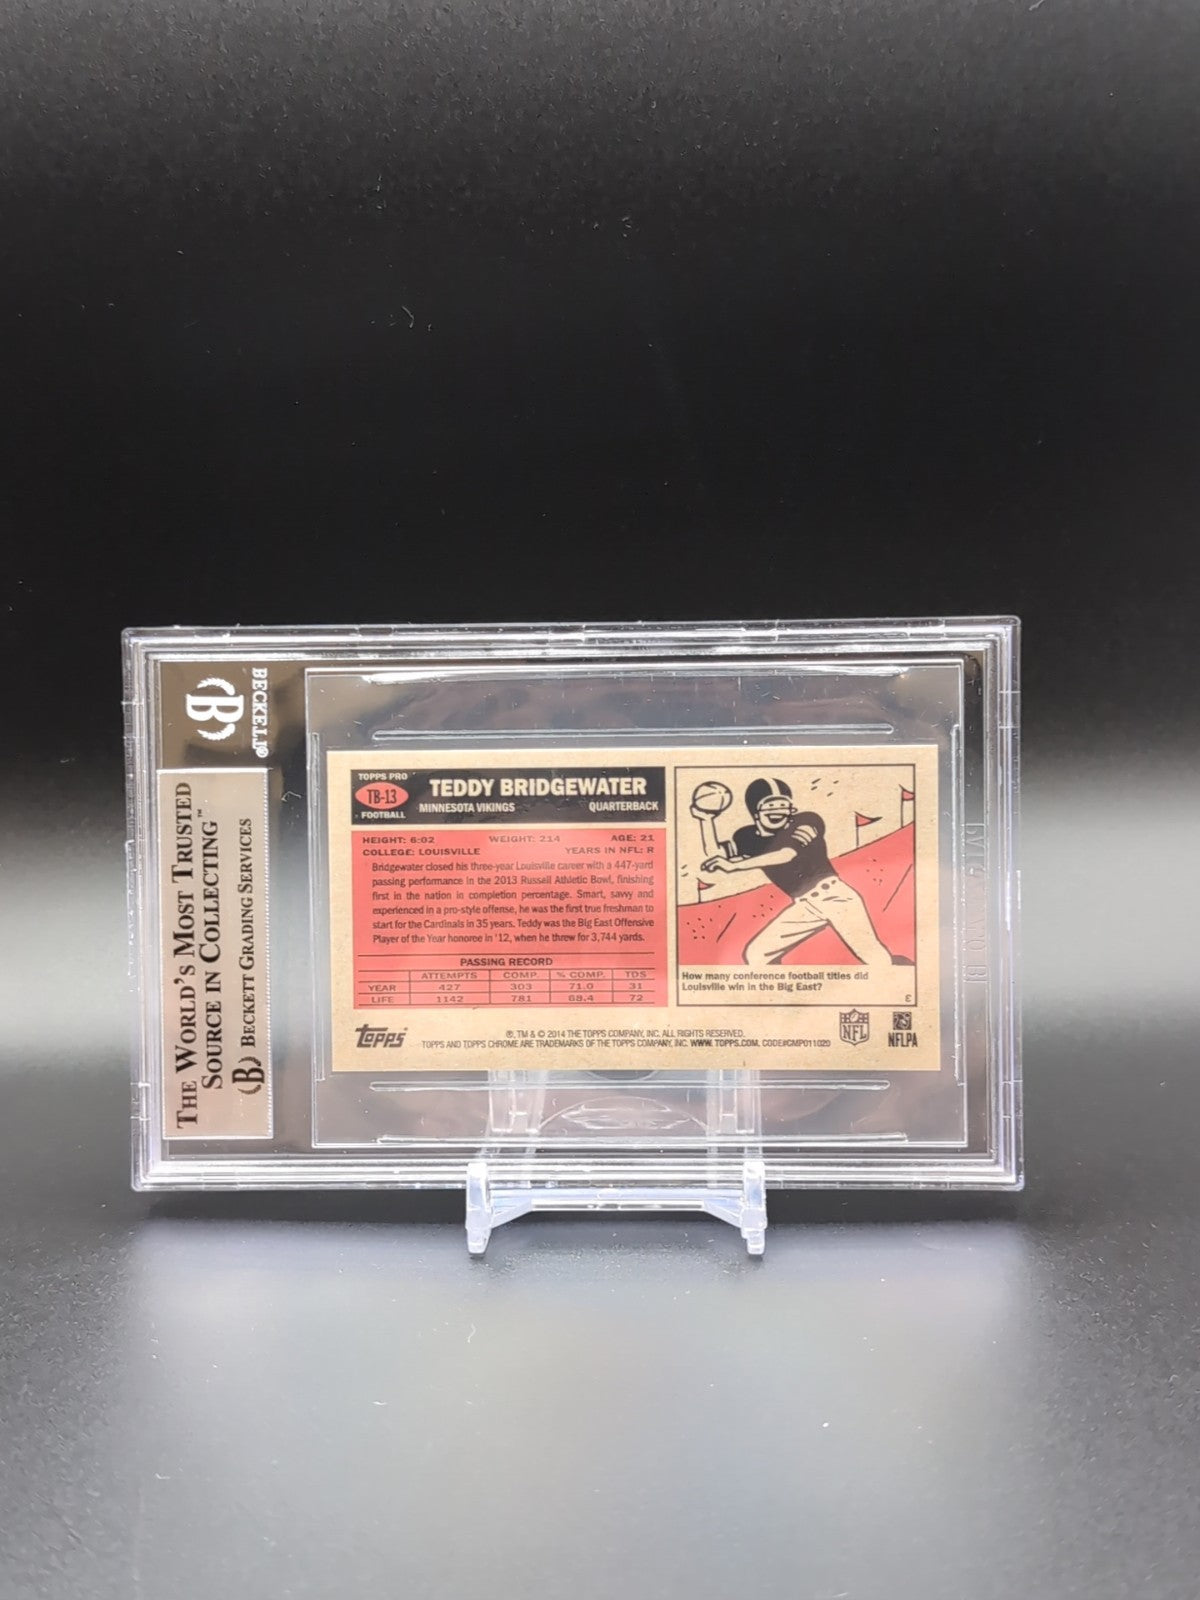 BECKETT®
B
THE WORLD'S MOST TRUSTED
SOURCE IN COLLECTING™
(B) BECKETT GRADING SERVICES
TOPPS PRO
TB-13
FOOTBALL
TEDDY BRIDGEWATER
MINNESOTA VIKINGS QUARTERBACK
HEIGHT: 6:02 WEIGHT: 214 AGE: 21
COLLEGE: LOUISVILLE YEARS IN NFL: R
Bridgewater closed his three-year Louisville career with a 447-yard
passing performance in the 2013 Russell Athletic Bowl, finishing
first in the nation in completion percentage. Smart, savvy and
experienced in a pro-style offense, he was the first true freshman to
start for the Cardinals in 35 years. Teddy was the Big East Offensive
Player of the Year honoree in '12, when he threw for 3,744 yards.
PASSING RECORD
ATTEMPTS COMP. % COMP. TDS
YEAR 427 303 71.0 31
LIFE 1142 781 68.4 72
How many conference football titles did
Louisville win in the Big East?
3
Topps
®, TM & © 2014 THE TOPPS COMPANY, INC. ALL RIGHTS RESERVED.
TOPPS AND TOPPS CHROME ARE TRADEMARKS OF THE TOPPS COMPANY, INC. WWW.TOPPS.COM. CODE#CMP011020
NFL
NFLPA